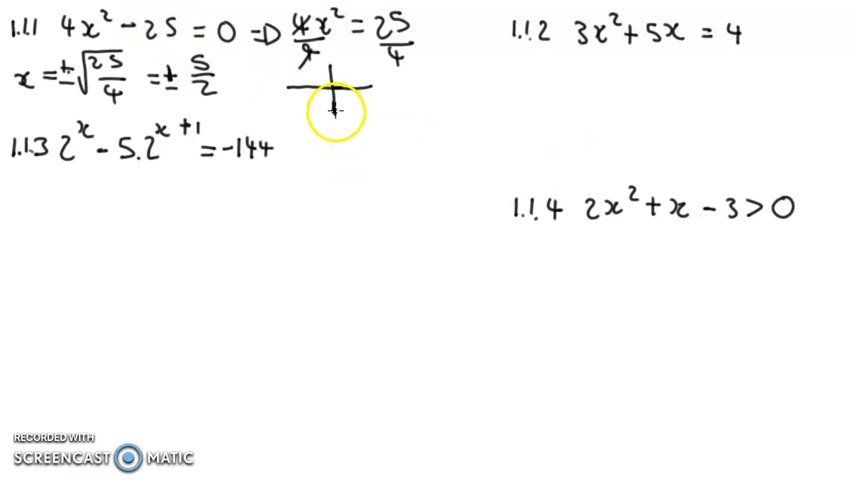 1.1.1 4x² - 25 = 0 ⇒ 4x²/4 = 25/4
x = ±√(25/4) = ± 5/2
1.1.3 2^x - 5.2^(x+1) = -144
1.1.2 3x² + 5x = 4
1.1.4 2x² + x - 3 > 0
RECORDED WITH
SCREENCAST MATIC